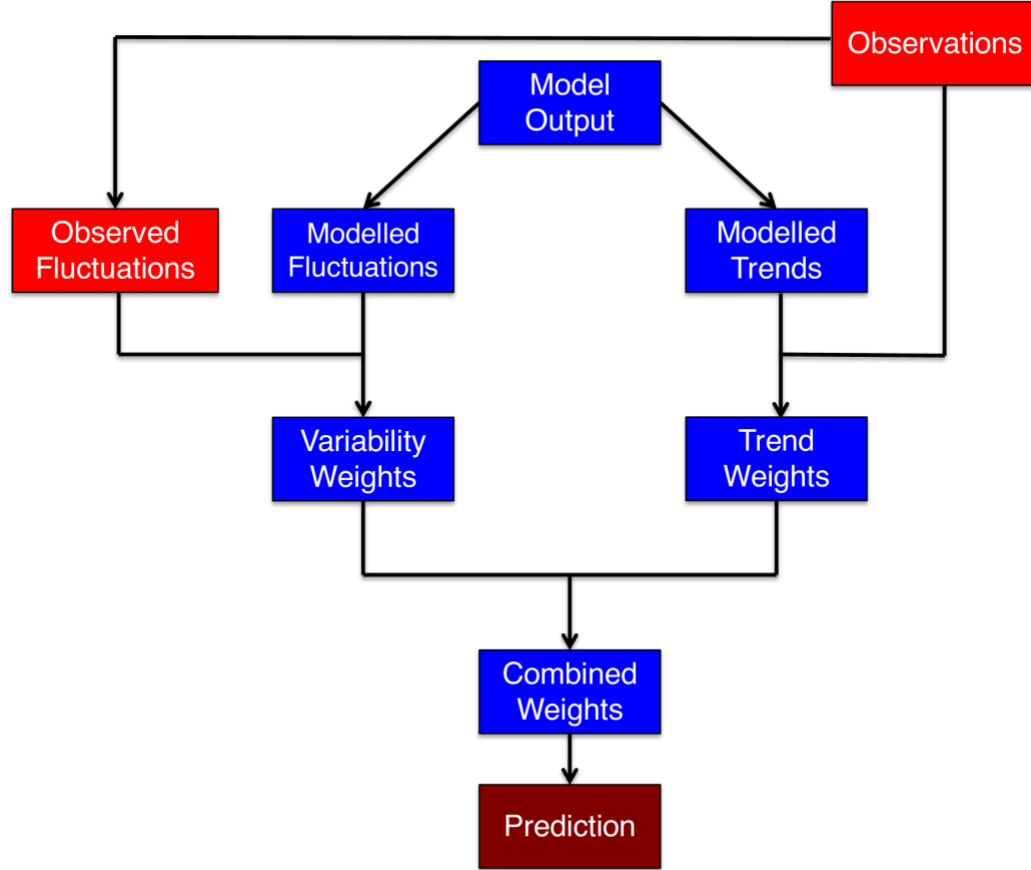 Observations
Model
Output
Observed
Fluctuations
Modelled
Fluctuations
Modelled
Trends
Variability
Weights
Trend
Weights
Combined
Weights
Prediction